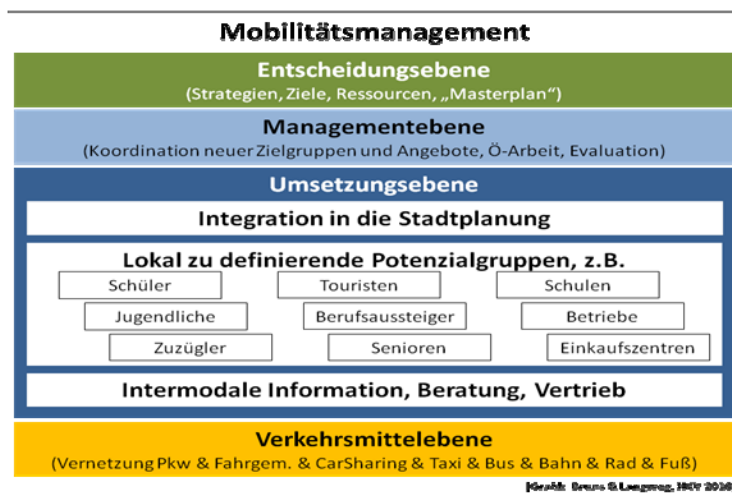 Mobilitätsmanagement
Entscheidungsebene
(Strategien, Ziele, Ressourcen, „Masterplan“)
Managementebene
(Koordination neuer Zielgruppen und Angebote, Ö-Arbeit, Evaluation)
Umsetzungsebene
Integration in die Stadtplanung
Lokal zu definierende Potenzialgruppen, z.B.
Schüler Touristen Schulen
Jugendliche Berufsaussteiger Betriebe
Zuzügler Senioren Einkaufszentren
Intermodale Information, Beratung, Vertrieb
Verkehrsmittelebene
(Vernetzung Pkw & Fahrgem. & CarSharing & Taxi & Bus & Bahn & Rad & Fuß)